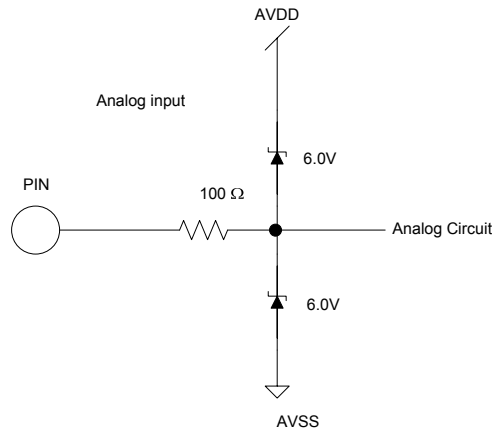 AVDD
Analog input
6.0V
PIN
100 Ω
Analog Circuit
6.0V
AVSS